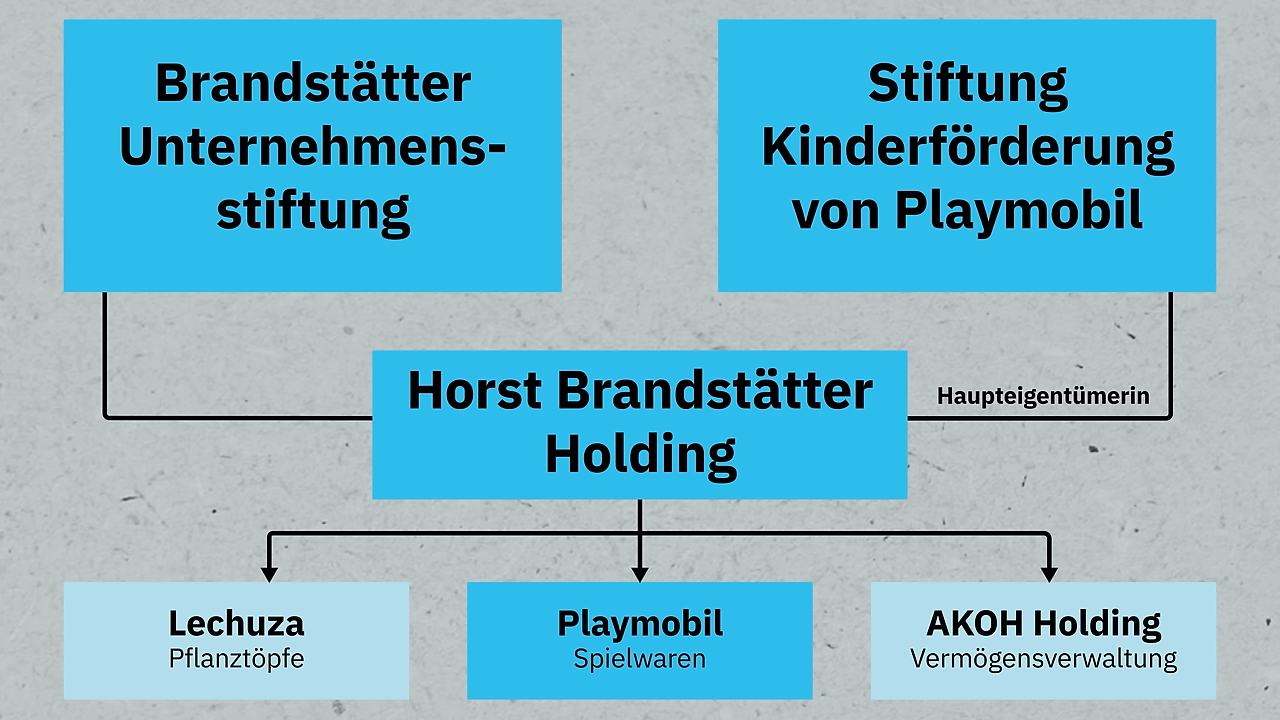 Brandstätter
Unternehmens-
stiftung
Stiftung
Kinderförderung
von Playmobil
Horst Brandstätter
Holding
Haupteigentümerin
Lechuza
Pflanztöpfe
Playmobil
Spielwaren
AKOH Holding
Vermögensverwaltung